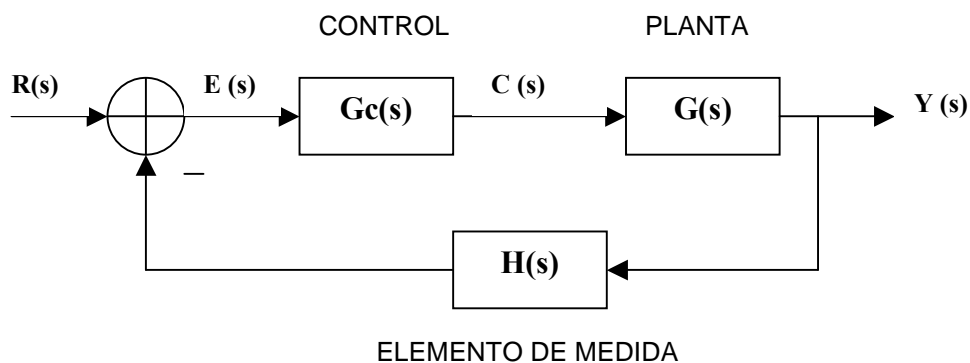 CONTROL PLANTA
R(s) E (s) Gc(s) C (s) G(s) Y (s)
–
H(s)
ELEMENTO DE MEDIDA